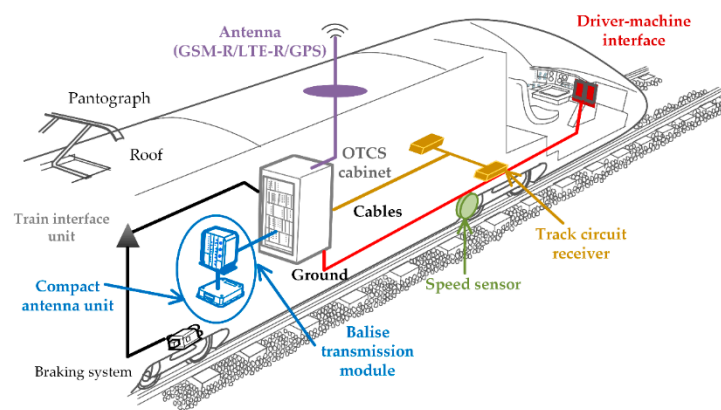 Antenna
(GSM-R/LTE-R/GPS)
Driver-machine
interface
Pantograph
Roof
OTCS
cabinet
Train interface
unit
Cables
Track circuit
receiver
Compact
antenna unit
Ground
Speed sensor
Balise
transmission
module
Braking system